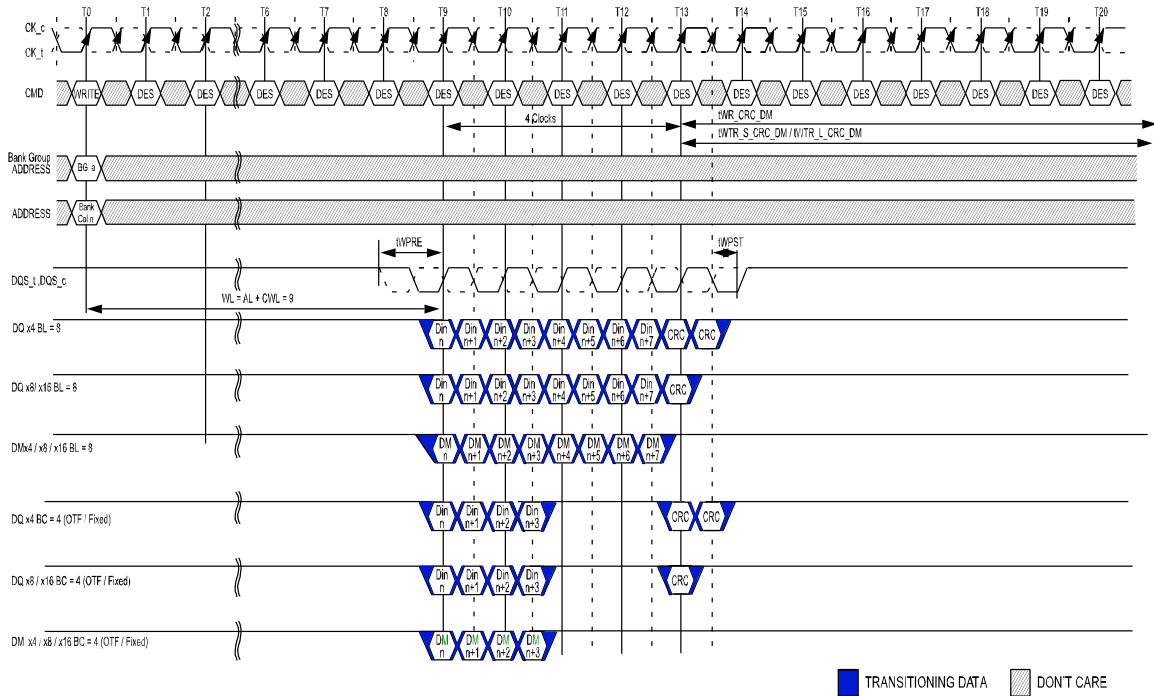 T0 T1 T2 T6 T7 T8 T9 T10 T11 T12 T13 T14 T15 T16 T17 T18 T19 T20
CK_c
CK_t
CMD WRITE DES DES DES DES DES DES DES DES DES DES DES DES DES DES DES DES DES
4 Clocks
tWR_CRC_DM
tWTR_S_CRC_DM / tWTR_L_CRC_DM
Bank Group
ADDRESS
BG a
ADDRESS
Bank
Col n
tWPRE
tWPST
DQS_t ,DQS_c
WL = AL + CWL = 9
DQ x4 BL = 8
Din n Din n+1 Din n+2 Din n+3 Din n+4 Din n+5 Din n+6 Din n+7 CRC CRC
DQ x8/ x16 BL = 8
Din n Din n+1 Din n+2 Din n+3 Din n+4 Din n+5 Din n+6 Din n+7 CRC
DMx4 / x8 / x16 BL = 8
DM n DM n+1 DM n+2 DM n+3 DM n+4 DM n+5 DM n+6 DM n+7
DQ x4 BC = 4 (OTF / Fixed)
Din n Din n+1 Din n+2 Din n+3 CRC CRC
DQ x8 / x16 BC = 4 (OTF / Fixed)
Din n Din n+1 Din n+2 Din n+3 CRC
DM x4 / x8 / x16 BC = 4 (OTF / Fixed)
DM n DM n+1 DM n+2 DM n+3
TRANSITIONING DATA
DON'T CARE